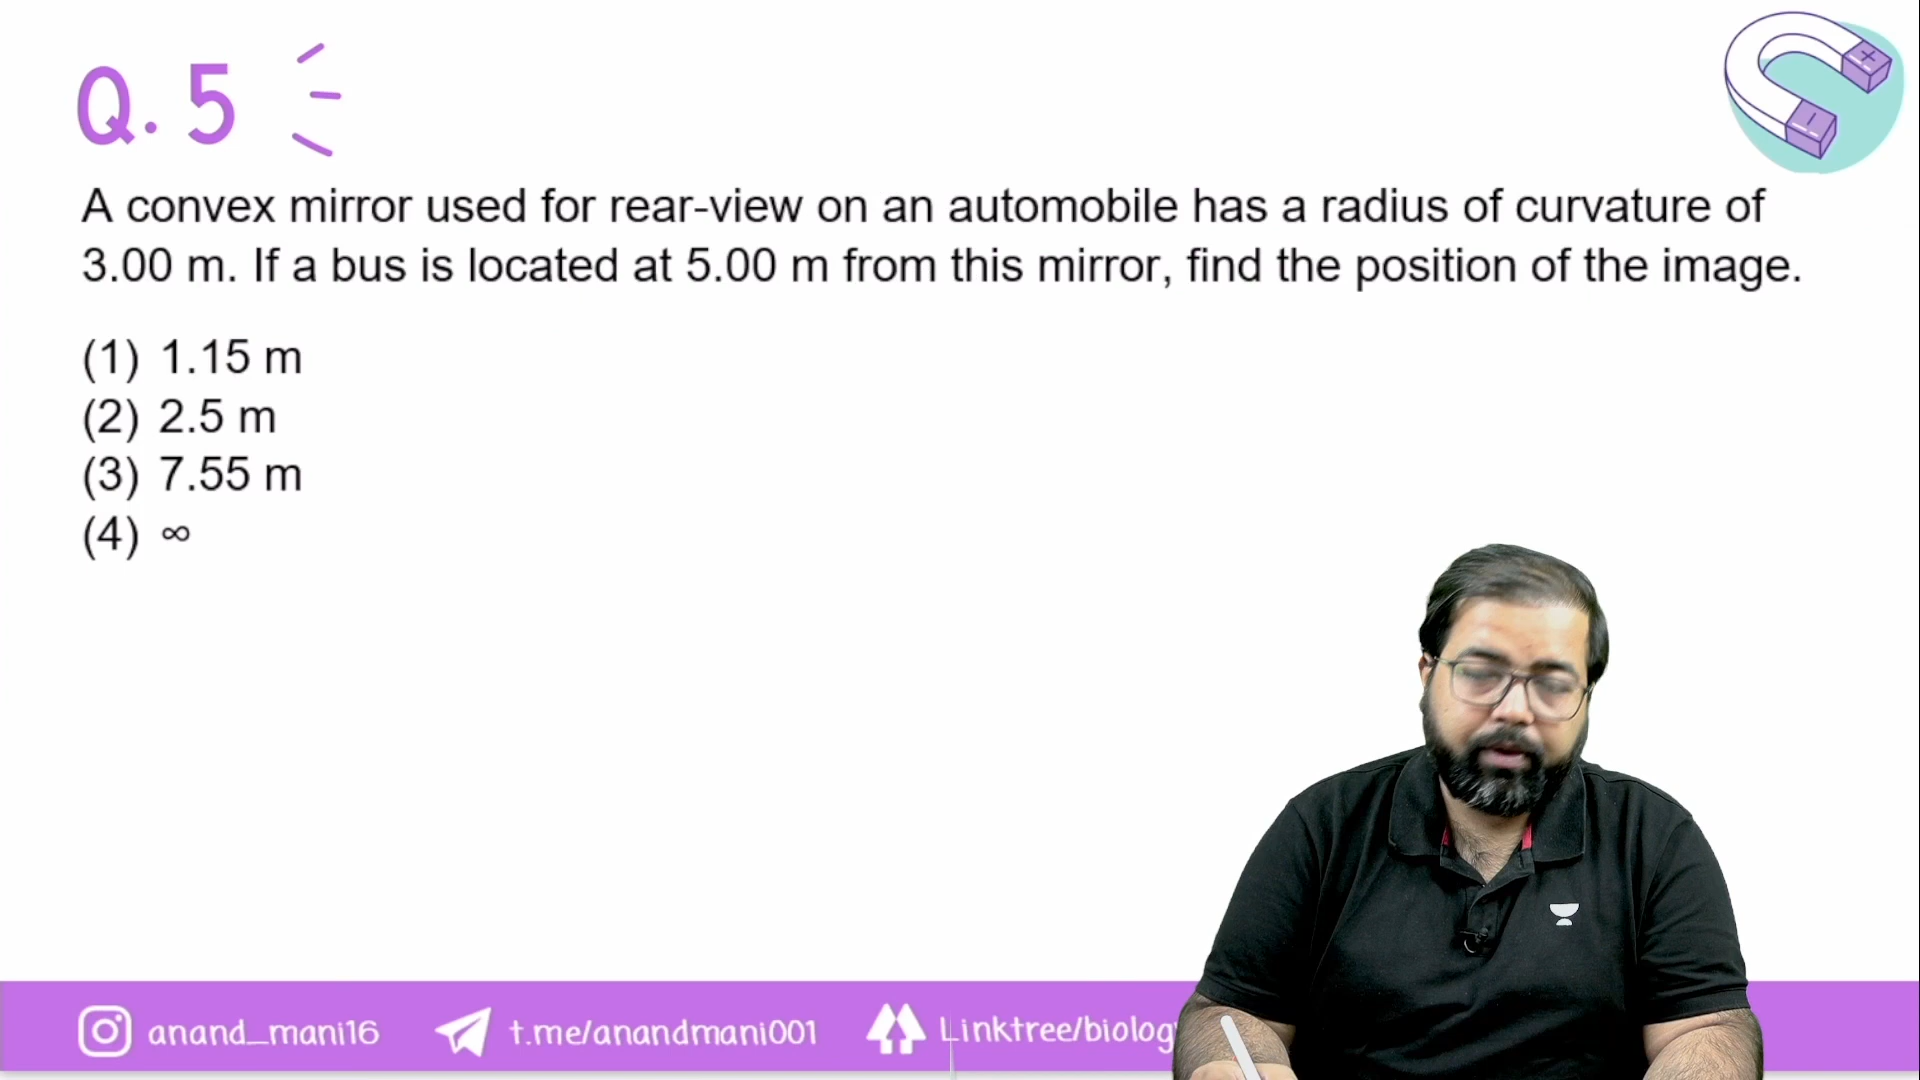 Q. 5
A convex mirror used for rear-view on an automobile has a radius of curvature of
3.00 m. If a bus is located at 5.00 m from this mirror, find the position of the image.
(1) 1.15 m
(2) 2.5 m
(3) 7.55 m
(4) ∞
anand_mani16 t.me/anandmani001 Linktree/biolog